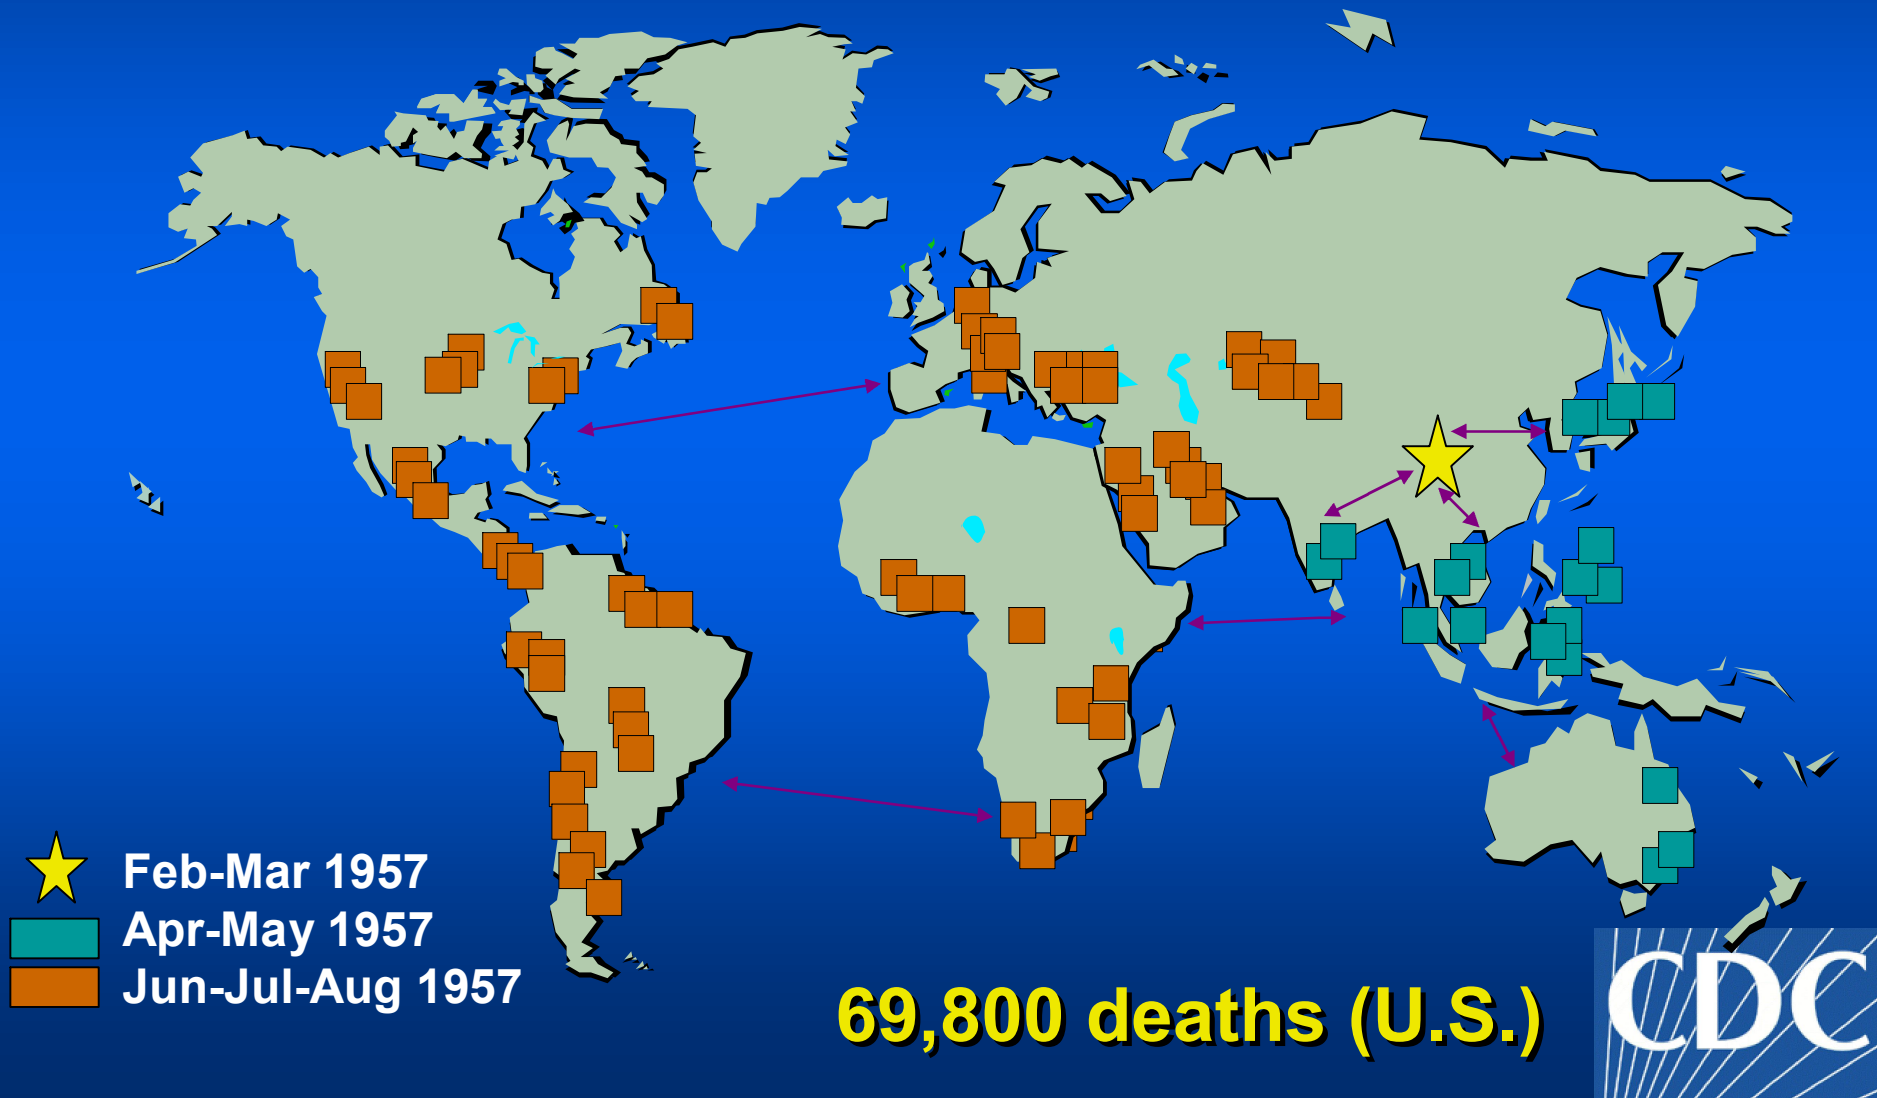 Feb-Mar 1957
Apr-May 1957
Jun-Jul-Aug 1957
69,800 deaths (U.S.)
CDC